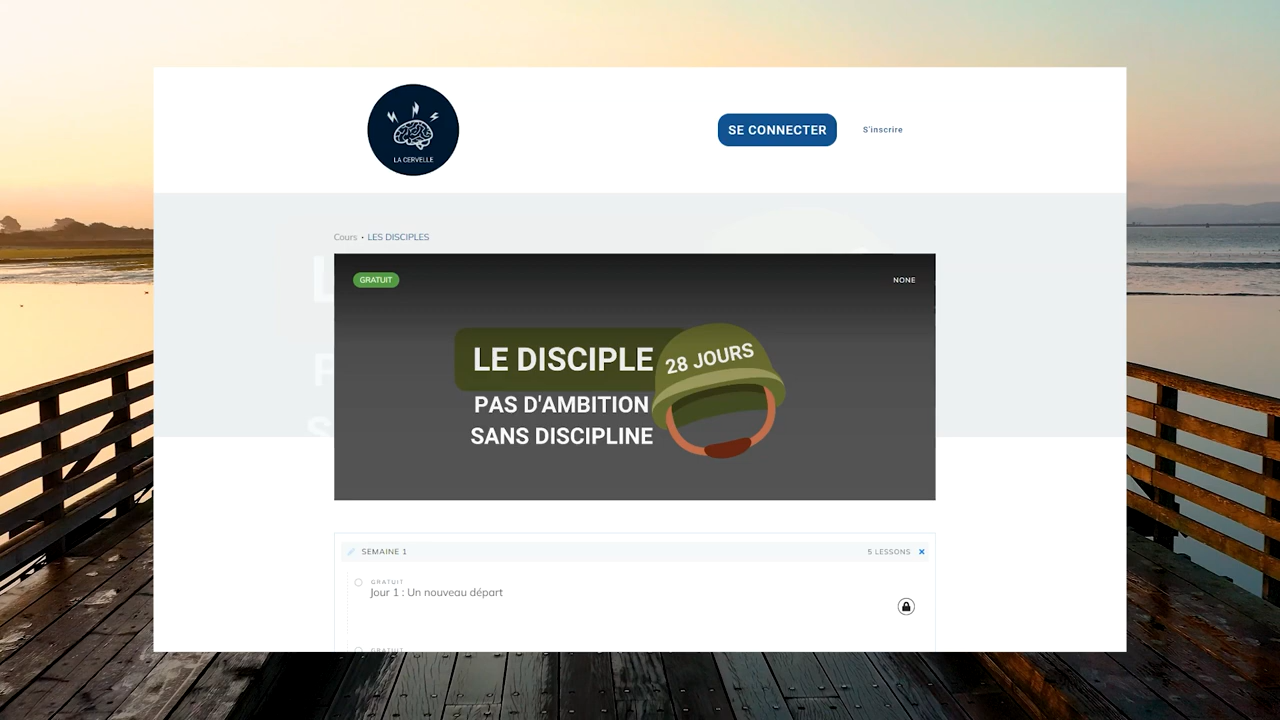 LA CERVELLE
SE CONNECTER
S'inscrire
Cours • LES DISCIPLES
GRATUIT
NONE
LE DISCIPLE
28 JOURS
PAS D'AMBITION
SANS DISCIPLINE
SEMAINE 1
5 LESSONS
GRATUIT
Jour 1 : Un nouveau départ
GRATUIT